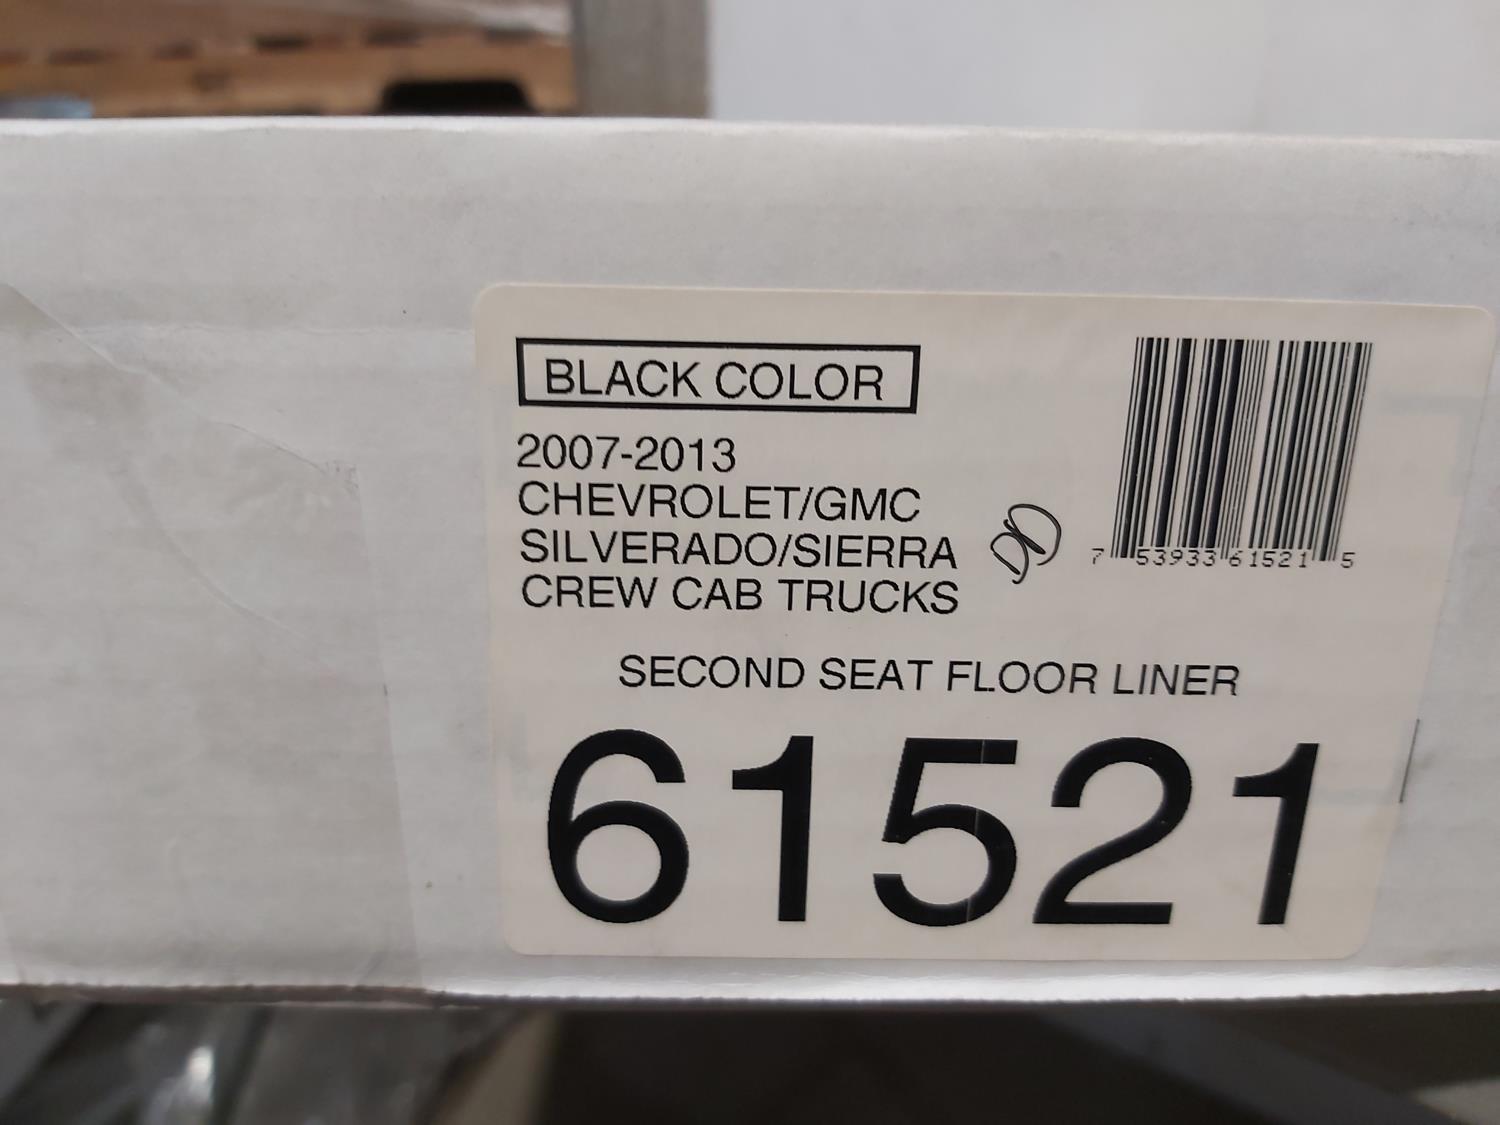 BLACK COLOR
2007-2013
CHEVROLET/GMC
SILVERADO/SIERRA
CREW CAB TRUCKS
7 53933 61521 5
SECOND SEAT FLOOR LINER
61521